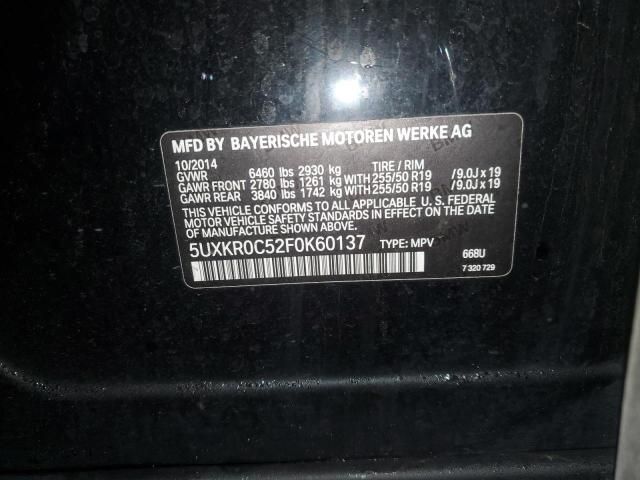 MFD BY BAYERISCHE MOTOREN WERKE AG
10/2014 TIRE / RIM
GVWR 6460 lbs 2930 kg
GAWR FRONT 2780 lbs 1261 kg WITH 255/50 R19 /9.0J x 19
GAWR REAR 3840 lbs 1742 kg WITH 255/50 R19 /9.0J x 19
THIS VEHICLE CONFORMS TO ALL APPLICABLE U. S. FEDERAL
MOTOR VEHICLE SAFETY STANDARDS IN EFFECT ON THE DATE
OF MANUFACTURE SHOWN ABOVE.
5UXKR0C52F0K60137 TYPE: MPV
668U
7 320 729